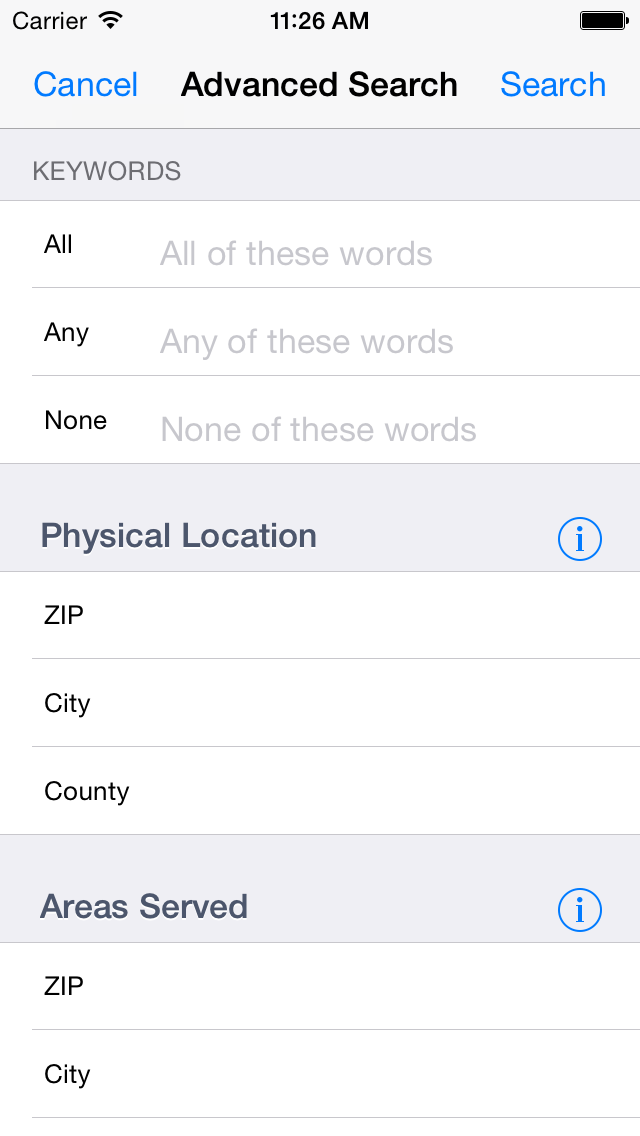 Carrier 11:26 AM
Cancel Advanced Search Search
KEYWORDS
All All of these words
Any Any of these words
None None of these words
Physical Location i
ZIP
City
County
Areas Served i
ZIP
City